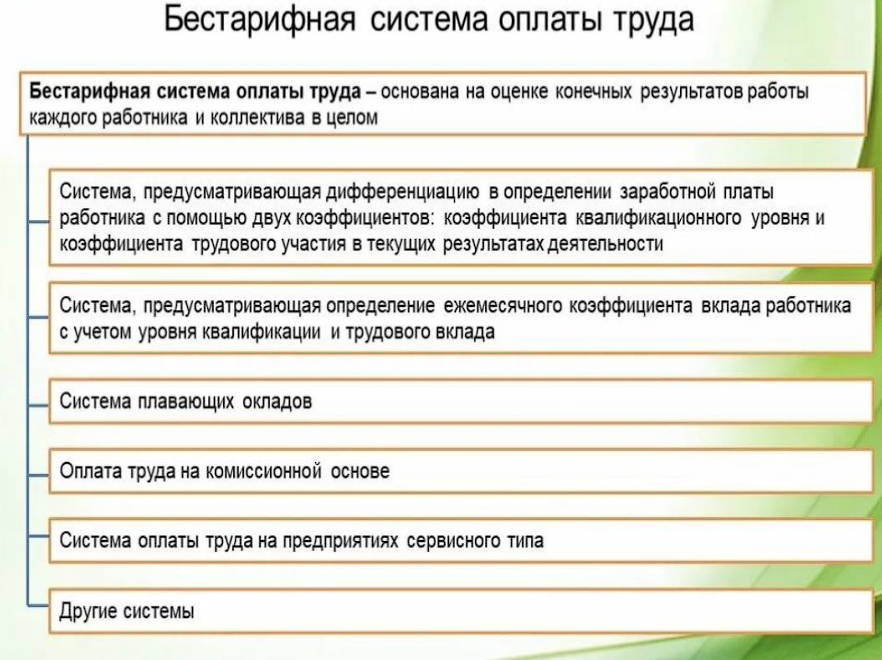 Бестарифная система оплаты труда
Бестарифная система оплаты труда – основана на оценке конечных результатов работы
каждого работника и коллектива в целом
Система, предусматривающая дифференциацию в определении заработной платы
работника с помощью двух коэффициентов: коэффициента квалификационного уровня и
коэффициента трудового участия в текущих результатах деятельности
Система, предусматривающая определение ежемесячного коэффициента вклада работника
с учетом уровня квалификации и трудового вклада
Система плавающих окладов
Оплата труда на комиссионной основе
Система оплаты труда на предприятиях сервисного типа
Другие системы